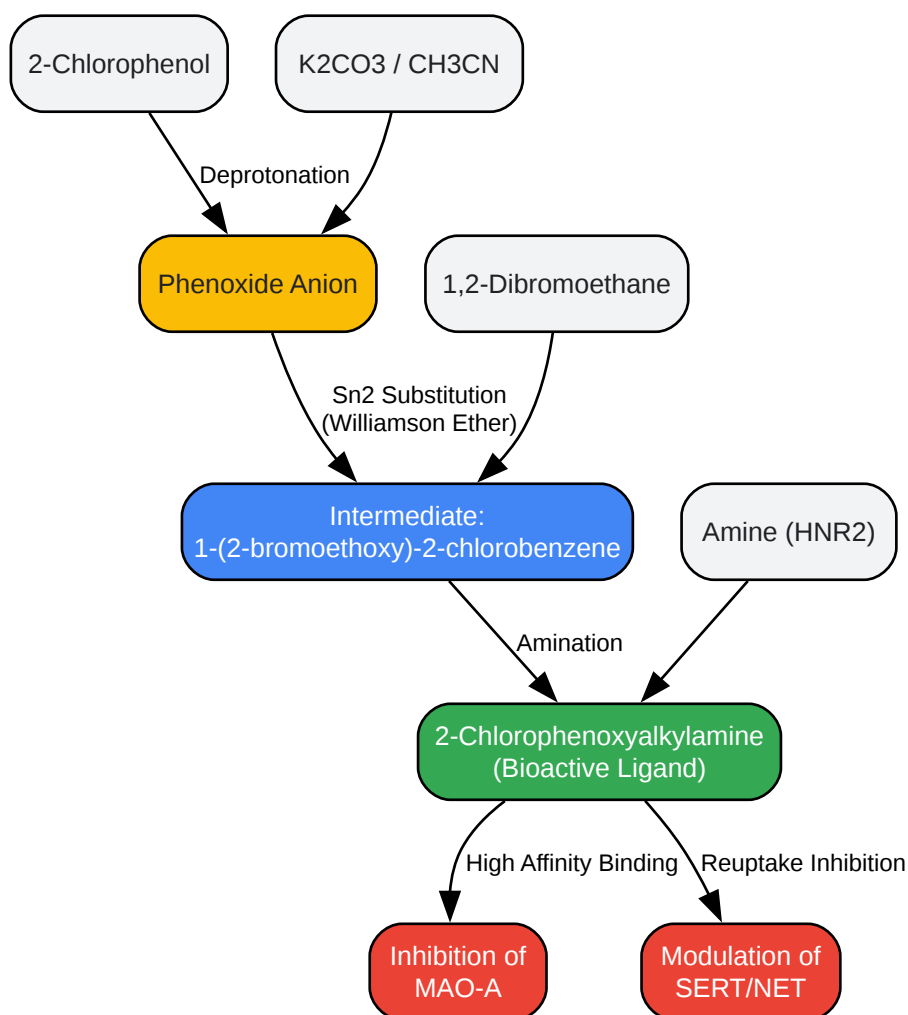 2-Chlorophenol
K2CO3 / CH3CN
Deprotonation
Phenoxide Anion
1,2-Dibromoethane
Sn2 Substitution
(Williamson Ether)
Intermediate:
1-(2-bromoethoxy)-2-chlorobenzene
Amine (HNR2)
Amination
2-Chlorophenoxyalkylamine
(Bioactive Ligand)
High Affinity Binding
Reuptake Inhibition
Inhibition of
MAO-A
Modulation of
SERT/NET